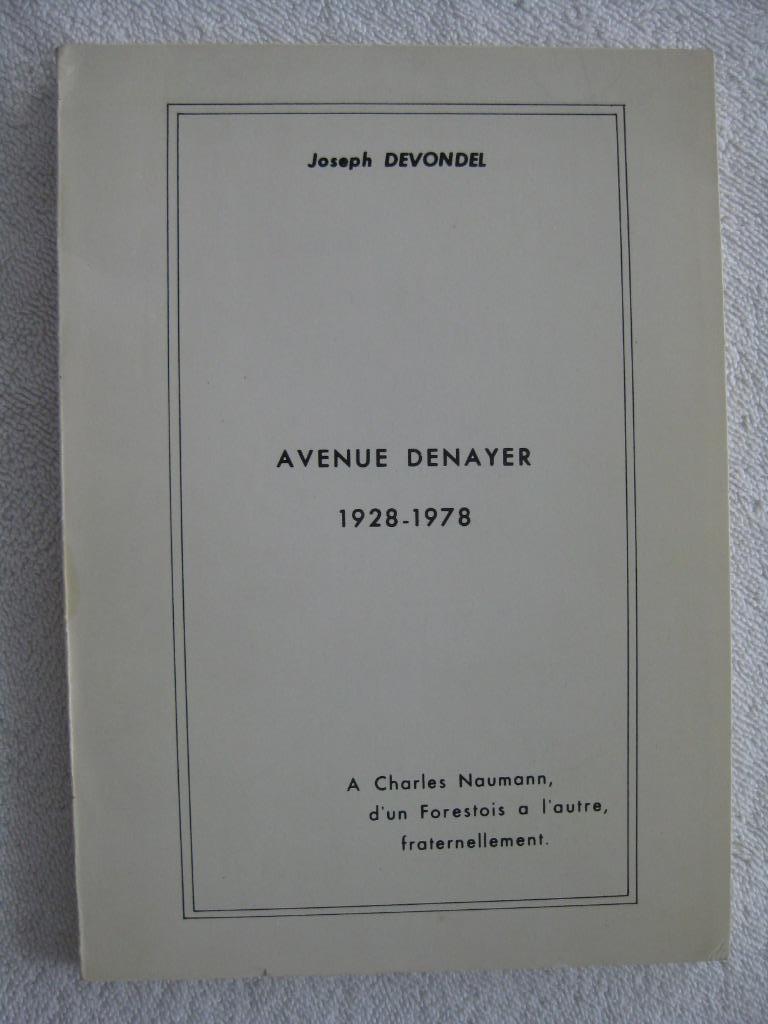 Joseph DEVONDEL
AVENUE DENAYER
1928-1978
A Charles Naumann,
d'un Forestois a l'autre,
fraternellement.